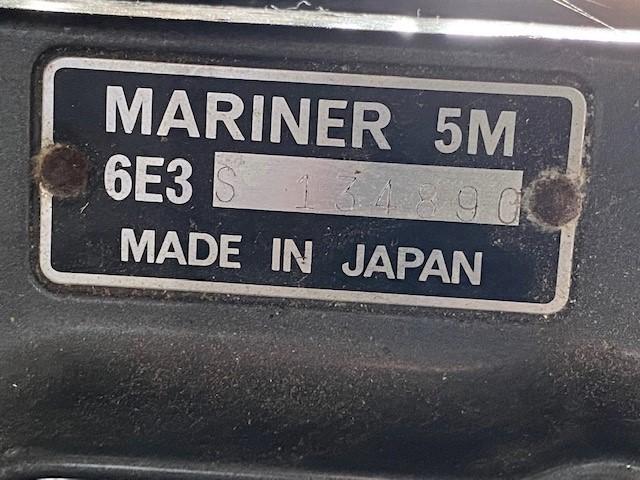 MARINER 5M
6E3 S 134890
MADE IN JAPAN